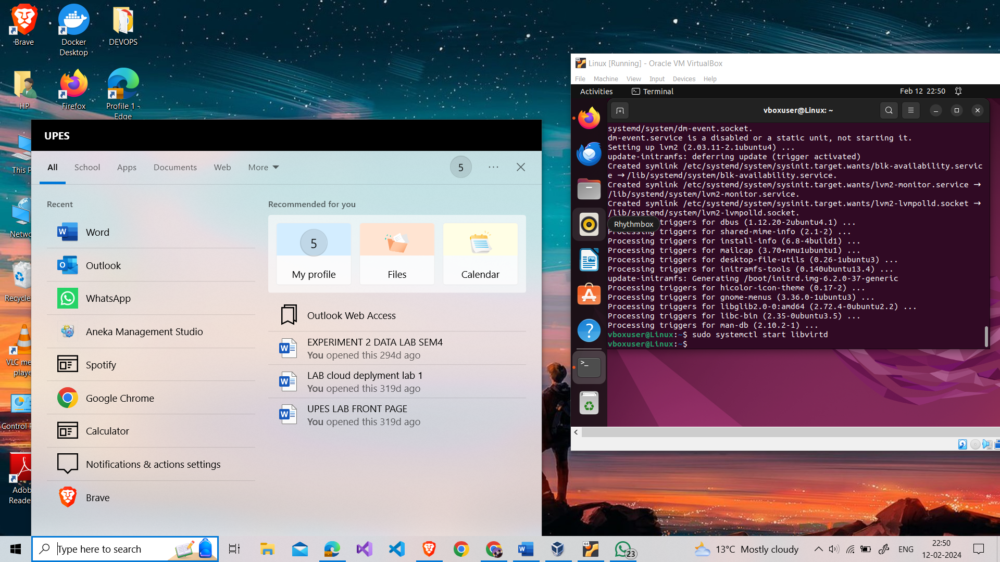 Brave
Docker
Desktop
DEVOPS
HP
Firefox
Profile 1 -
Edge
This P
Netwo
Recycle
VLC me
playe
Control P
Adob
Reade
UPES
All
School
Apps
Documents
Web
More
5
Recent
Word
Outlook
WhatsApp
Aneka Management Studio
Spotify
Google Chrome
Calculator
Notifications & actions settings
Brave
Recommended for you
5
My profile
Files
Calendar
Outlook Web Access
EXPERIMENT 2 DATA LAB SEM4
You opened this 294d ago
LAB cloud deplyment lab 1
You opened this 319d ago
UPES LAB FRONT PAGE
You opened this 319d ago
Linux [Running] - Oracle VM VirtualBox
File Machine View Input Devices Help
Activities
Terminal
Feb 12 22:50
vboxuser@Linux: ~
systemd/system/dm-event.socket.
dm-event.service is a disabled or a static unit, not starting it.
Setting up lvm2 (2.03.11-2.1ubuntu4) ...
update-initramfs: deferring update (trigger activated)
Created symlink /etc/systemd/system/sysinit.target.wants/blk-availability.servic
e → /lib/systemd/system/blk-availability.service.
Created symlink /etc/systemd/system/sysinit.target.wants/lvm2-monitor.service →
/lib/systemd/system/lvm2-monitor.service.
Created symlink /etc/systemd/system/sysinit.target.wants/lvm2-lvmpolld.socket →
/lib/systemd/system/lvm2-lvmpolld.socket.
triggers for dbus (1.12.20-2ubuntu4.1) ...
Rhythmbox
Processing triggers for shared-mime-info (2.1-2) ...
Processing triggers for install-info (6.8-4build1) ...
Processing triggers for mailcap (3.70+nmu1ubuntu1) ...
Processing triggers for desktop-file-utils (0.26-1ubuntu3) ...
Processing triggers for initramfs-tools (0.140ubuntu13.4) ...
update-initramfs: Generating /boot/initrd.img-6.2.0-37-generic
Processing triggers for hicolor-icon-theme (0.17-2) ...
Processing triggers for gnome-menus (3.36.0-1ubuntu3) ...
Processing triggers for libglib2.0-0:amd64 (2.72.4-0ubuntu2.2) ...
Processing triggers for libc-bin (2.35-0ubuntu3.5) ...
Processing triggers for man-db (2.10.2-1) ...
vboxuser@Linux:~$ sudo systemctl start libvirtd
vboxuser@Linux:~$
Type here to search
64
23
13°C Mostly cloudy
ENG
22:50
12-02-2024